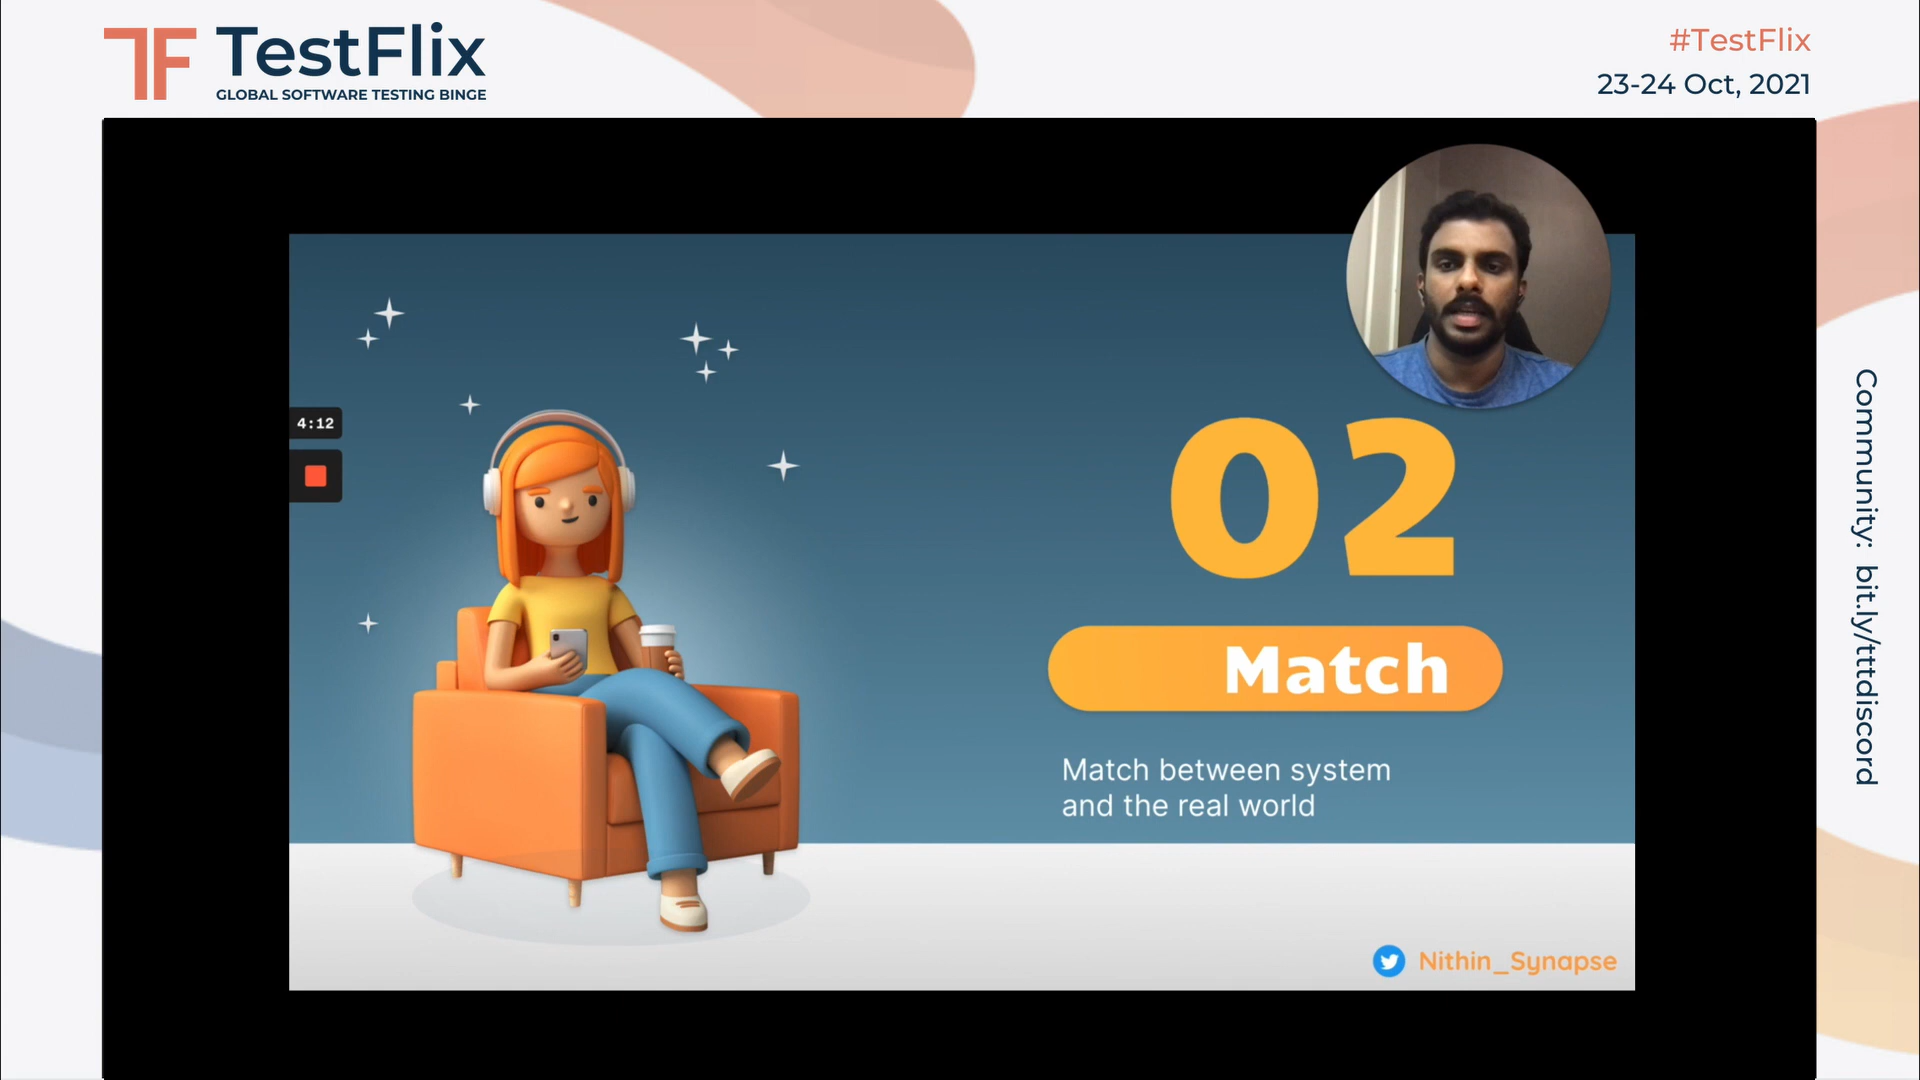 TF TestFlix
GLOBAL SOFTWARE TESTING BINGE
#TestFlix
23-24 Oct, 2021
4:12
02
Match
Match between system
and the real world
Nithin_Synapse
Community: bit.ly/tttdiscord